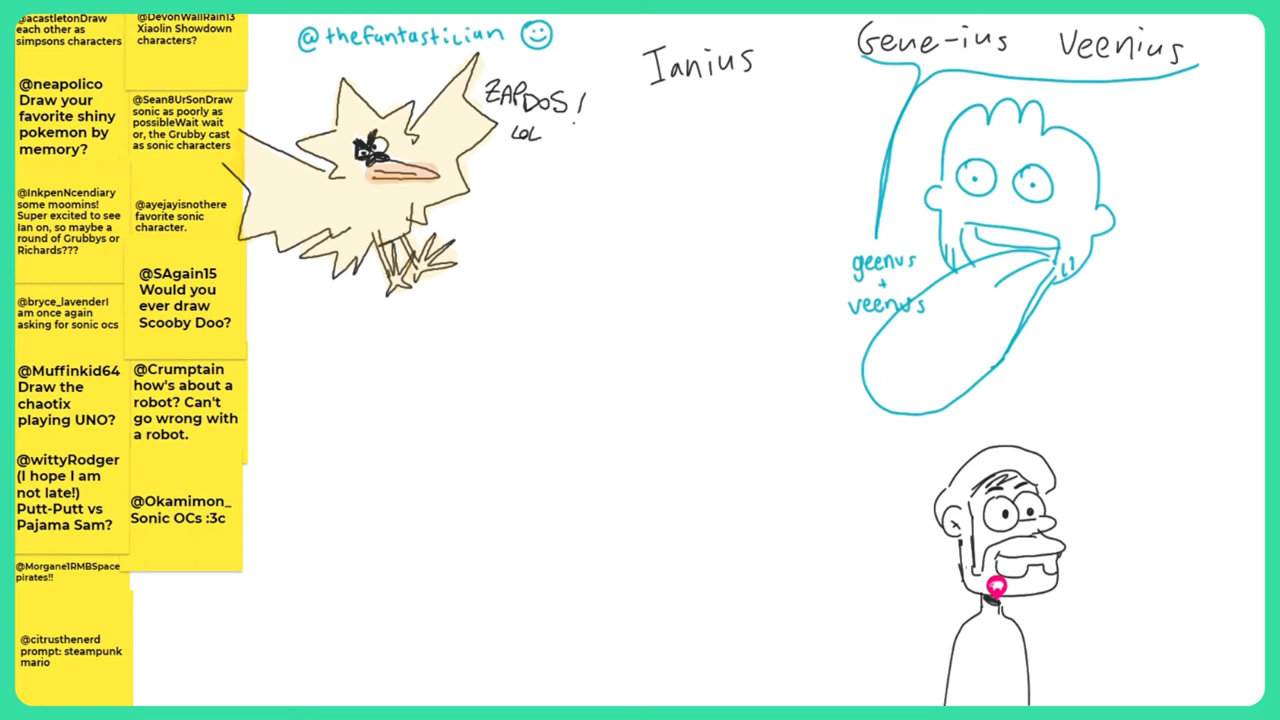 @acastletonDraw
each other as
simpsons characters
@DevonWallRain13
Xiaolin Showdown
characters?
@neapolico
Draw your
favorite shiny
pokemon by
memory?
@Sean8UrSonDraw
sonic as poorly as
possibleWait wait
or, the Grubby cast
as sonic characters
@InkpenNcendiary
some moomins!
Super excited to see
Ian on, so maybe a
round of Grubbys or
Richards???
@ayejayisnothere
favorite sonic
character.
@SAgain15
Would you
ever draw
Scooby Doo?
@bryce_lavenderI
am once again
asking for sonic ocs
@Muffinkid64
Draw the
chaotix
playing UNO?
@Crumptain
how's about a
robot? Can't
go wrong with
a robot.
@wittyRodger
(I hope I am
not late!)
Putt-Putt vs
Pajama Sam?
@Okamimon_
Sonic OCs :3c
@Morgane1RMBSpace
pirates!!
@citrusthenerd
prompt: steampunk
mario
@thefantastician
ZAPDOS!
LOL
Ianius
Gene-ius Veenius
geenus
+
veenus